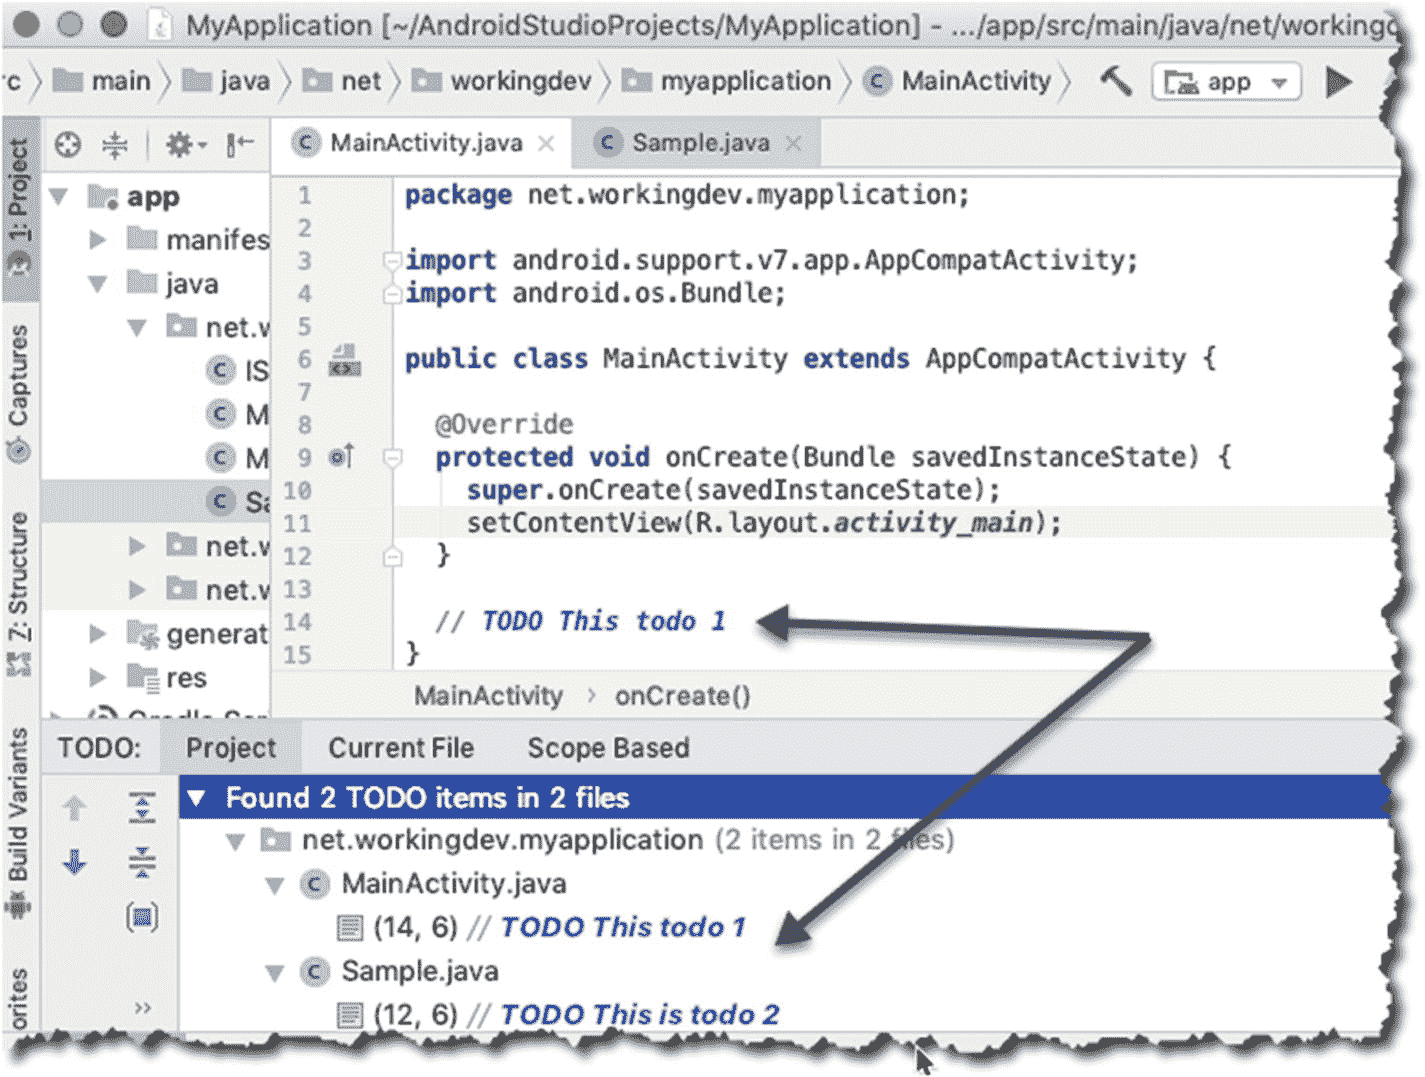 MyApplication [~/AndroidStudioProjects/MyApplication] - .../app/src/main/java/net/workingd
rc main java net workingdev myapplication MainActivity app
1: Project
Captures
7: Structure
Build Variants
orites
MainActivity.java Sample.java
app
manifes
java
net.w
IS
M
M
Sa
net.w
net.w
generat
res
1 package net.workingdev.myapplication;
2
3 import android.support.v7.app.AppCompatActivity;
4 import android.os.Bundle;
5
6 public class MainActivity extends AppCompatActivity {
7
8 @Override
9 protected void onCreate(Bundle savedInstanceState) {
10 super.onCreate(savedInstanceState);
11 setContentView(R.layout.activity_main);
12 }
13
14 // TODO This todo 1
15 }
MainActivity › onCreate()
TODO: Project Current File Scope Based
Found 2 TODO items in 2 files
net.workingdev.myapplication (2 items in 2 files)
MainActivity.java
(14, 6) // TODO This todo 1
Sample.java
(12, 6) // TODO This is todo 2